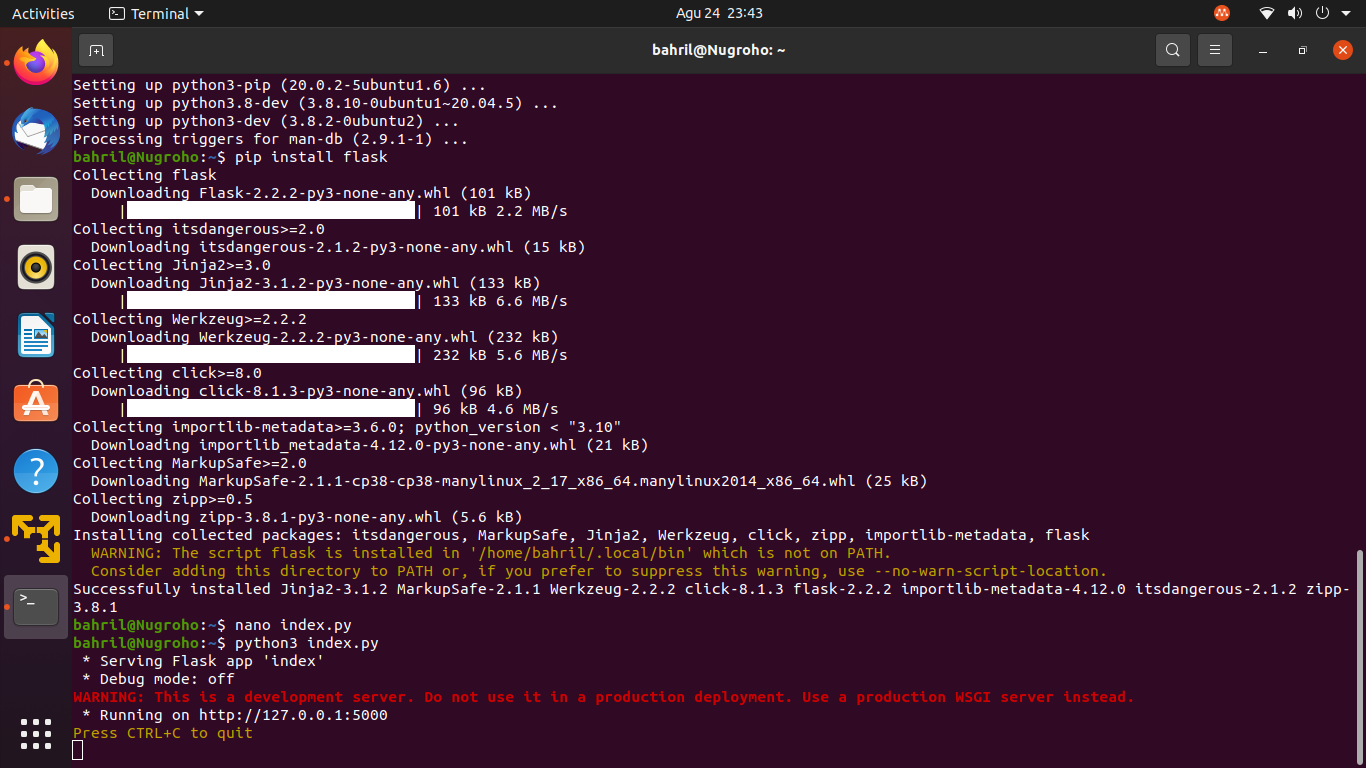 Activities
Terminal
Agu 24 23:43
bahril@Nugroho: ~
Setting up python3-pip (20.0.2-5ubuntu1.6) ...
Setting up python3.8-dev (3.8.10-0ubuntu1~20.04.5) ...
Setting up python3-dev (3.8.2-0ubuntu2) ...
Processing triggers for man-db (2.9.1-1) ...
bahril@Nugroho:~$ pip install flask
Collecting flask
  Downloading Flask-2.2.2-py3-none-any.whl (101 kB)
     |                                | 101 kB 2.2 MB/s
Collecting itsdangerous>=2.0
  Downloading itsdangerous-2.1.2-py3-none-any.whl (15 kB)
Collecting Jinja2>=3.0
  Downloading Jinja2-3.1.2-py3-none-any.whl (133 kB)
     |                                | 133 kB 6.6 MB/s
Collecting Werkzeug>=2.2.2
  Downloading Werkzeug-2.2.2-py3-none-any.whl (232 kB)
     |                                | 232 kB 5.6 MB/s
Collecting click>=8.0
  Downloading click-8.1.3-py3-none-any.whl (96 kB)
     |                                | 96 kB 4.6 MB/s
Collecting importlib-metadata>=3.6.0; python_version < "3.10"
  Downloading importlib_metadata-4.12.0-py3-none-any.whl (21 kB)
Collecting MarkupSafe>=2.0
  Downloading MarkupSafe-2.1.1-cp38-cp38-manylinux_2_17_x86_64.manylinux2014_x86_64.whl (25 kB)
Collecting zipp>=0.5
  Downloading zipp-3.8.1-py3-none-any.whl (5.6 kB)
Installing collected packages: itsdangerous, MarkupSafe, Jinja2, Werkzeug, click, zipp, importlib-metadata, flask
  WARNING: The script flask is installed in '/home/bahril/.local/bin' which is not on PATH.
  Consider adding this directory to PATH or, if you prefer to suppress this warning, use --no-warn-script-location.
Successfully installed Jinja2-3.1.2 MarkupSafe-2.1.1 Werkzeug-2.2.2 click-8.1.3 flask-2.2.2 importlib-metadata-4.12.0 itsdangerous-2.1.2 zipp-
3.8.1
bahril@Nugroho:~$ nano index.py
bahril@Nugroho:~$ python3 index.py
 * Serving Flask app 'index'
 * Debug mode: off
WARNING: This is a development server. Do not use it in a production deployment. Use a production WSGI server instead.
 * Running on http://127.0.0.1:5000
Press CTRL+C to quit